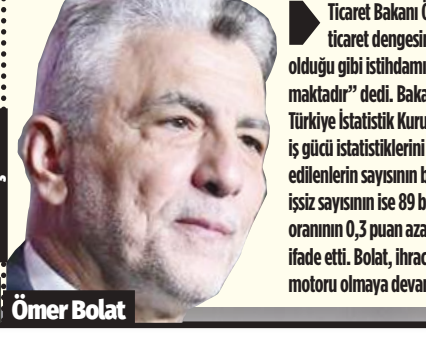 Ticaret Bakanı Ö
ticaret dengesin
olduğu gibi istihdamı
maktadır” dedi. Baka
Türkiye İstatistik Kuru
iş gücü istatistiklerini
edilenlerin sayısının b
işsiz sayısının ise 89 b
oranının 0,3 puan aza
ifade etti. Bolat, ihrac
motoru olmaya devar
Ömer Bolat